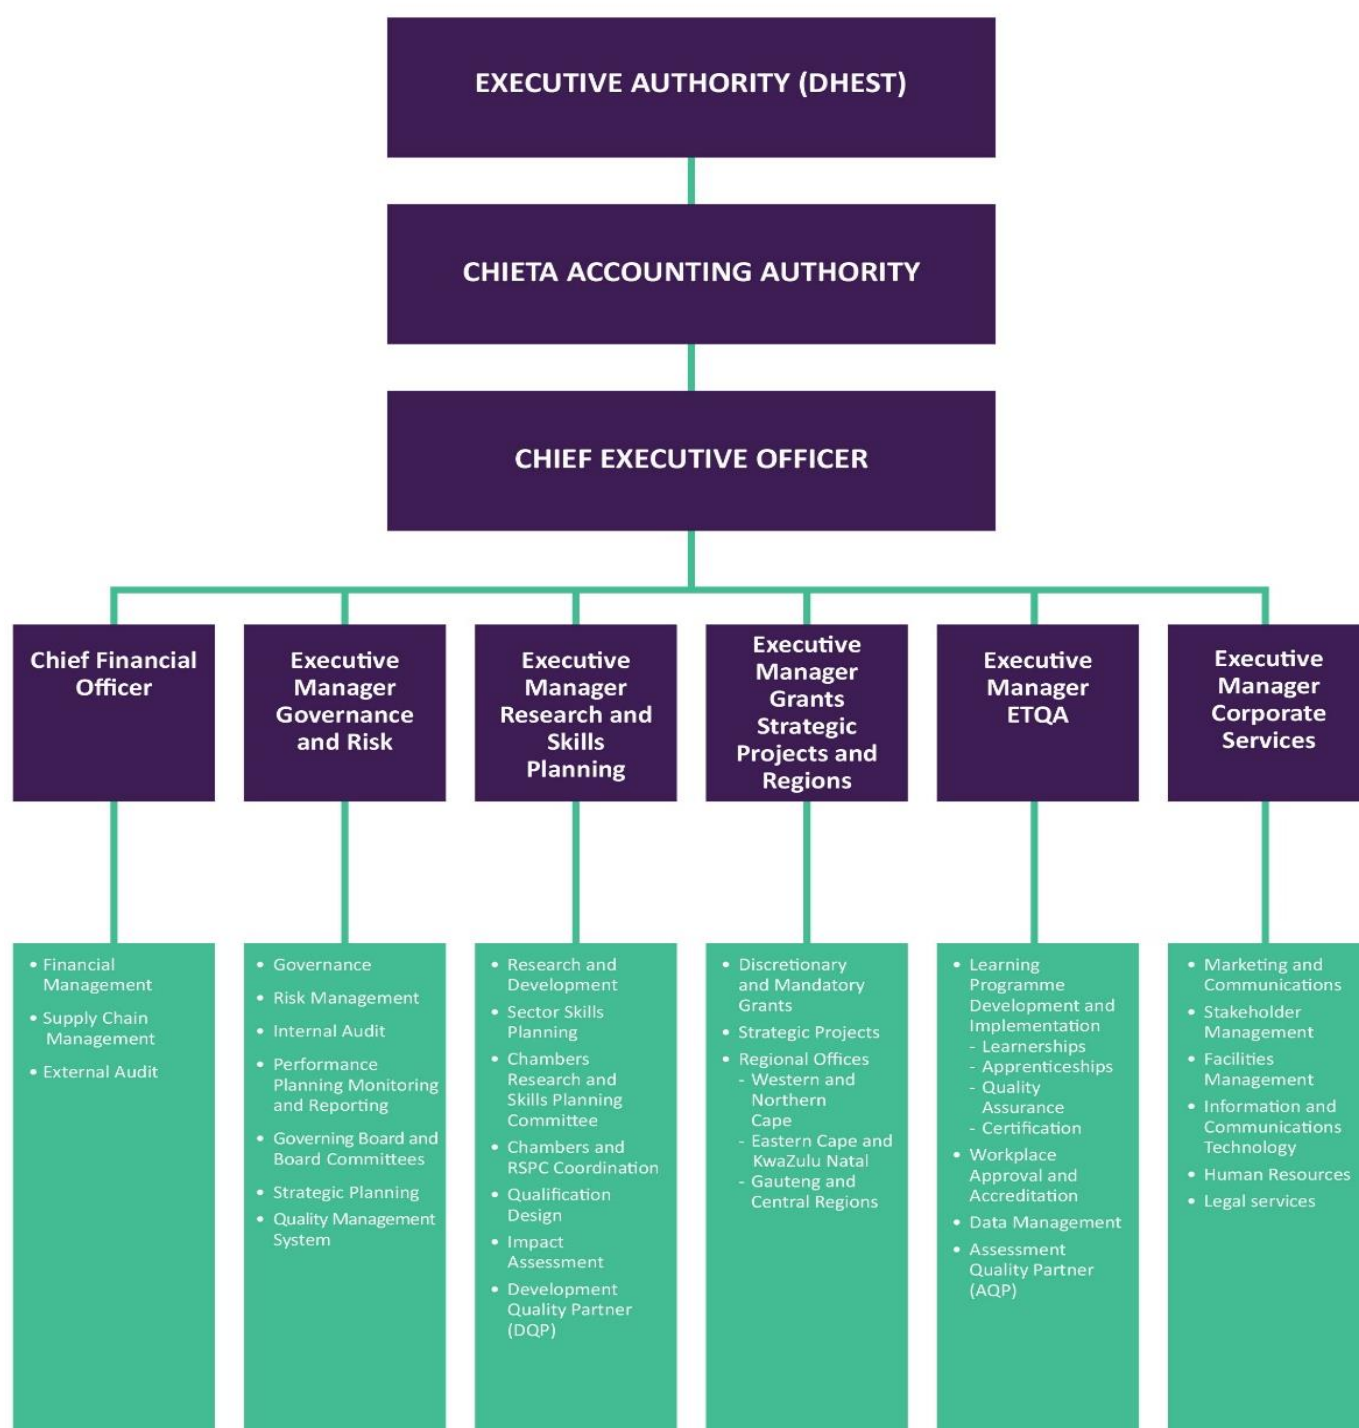 EXECUTIVE AUTHORITY (DHEST)
CHIETA ACCOUNTING AUTHORITY
CHIEF EXECUTIVE OFFICER
Chief Financial
Officer
Executive
Manager
Governance
and Risk
Executive
Manager
Research and
Skills
Planning
Executive
Manager
Grants
Strategic
Projects and
Regions
Executive
Manager
ETQA
Executive
Manager
Corporate
Services
• Financial
Management
• Supply Chain
Management
• External Audit
• Governance
• Risk Management
• Internal Audit
• Performance
Planning Monitoring
and Reporting
• Governing Board and
Board Committees
• Strategic Planning
• Quality Management
System
• Research and
Development
• Sector Skills
Planning
• Chambers
Research and
Skills Planning
Committee
• Chambers and
RSPC Coordination
• Qualification
Design
• Impact
Assessment
• Development
Quality Partner
(DQP)
• Discretionary
and Mandatory
Grants
• Strategic Projects
• Regional Offices
- Western and
Northern
Cape
- Eastern Cape and
KwaZulu Natal
- Gauteng and
Central Regions
• Learning
Programme
Development and
Implementation
- Learnerships
- Apprenticeships
- Quality
Assurance
- Certification
• Workplace
Approval and
Accreditation
• Data Management
• Assessment
Quality Partner
(AQP)
• Marketing and
Communications
• Stakeholder
Management
• Facilities
Management
• Information and
Communications
Technology
• Human Resources
• Legal services